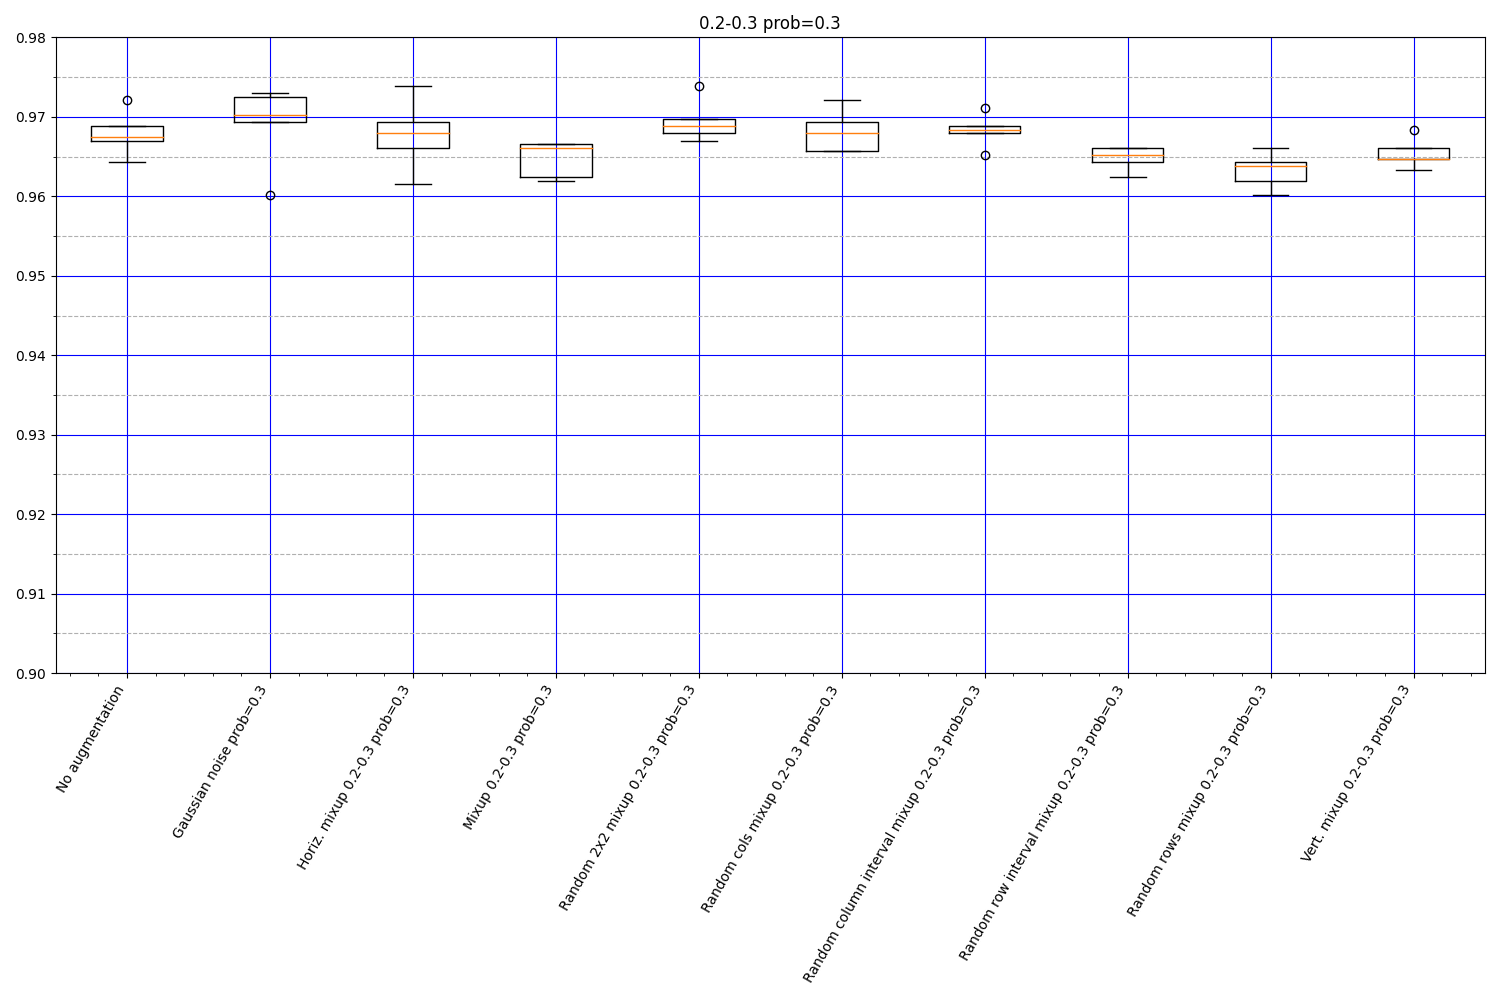 0.2-0.3 prob=0.3
0.98
0.97
0.96
0.95
0.94
0.93
0.92
0.91
0.90
No augmentation
Gaussian noise prob=0.3
Horiz. mixup 0.2-0.3 prob=0.3
Mixup 0.2-0.3 prob=0.3
Random 2x2 mixup 0.2-0.3 prob=0.3
Random cols mixup 0.2-0.3 prob=0.3
Random column interval mixup 0.2-0.3 prob=0.3
Random row interval mixup 0.2-0.3 prob=0.3
Random rows mixup 0.2-0.3 prob=0.3
Vert. mixup 0.2-0.3 prob=0.3